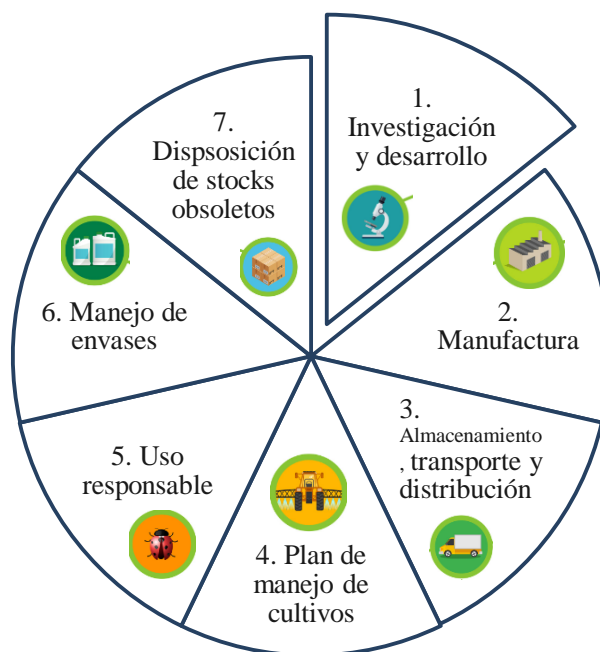 1.
Investigación
y desarrollo
2.
Manufactura
3.
Almacenamiento
, transporte y
distribución
4. Plan de
manejo de
cultivos
5. Uso
responsable
6. Manejo de
envases
7.
Dispsosición
de stocks
obsoletos